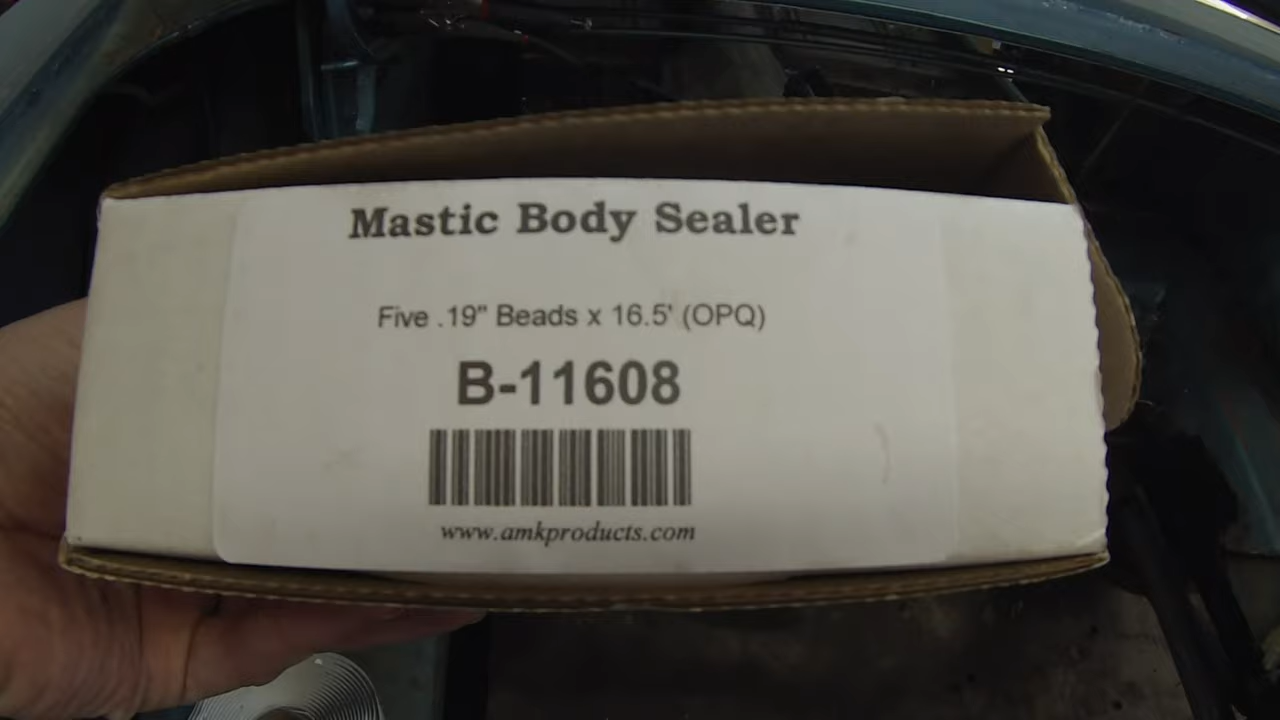 Mastic Body Sealer
Five .19" Beads x 16.5' (OPQ)
B-11608
www.amkproducts.com